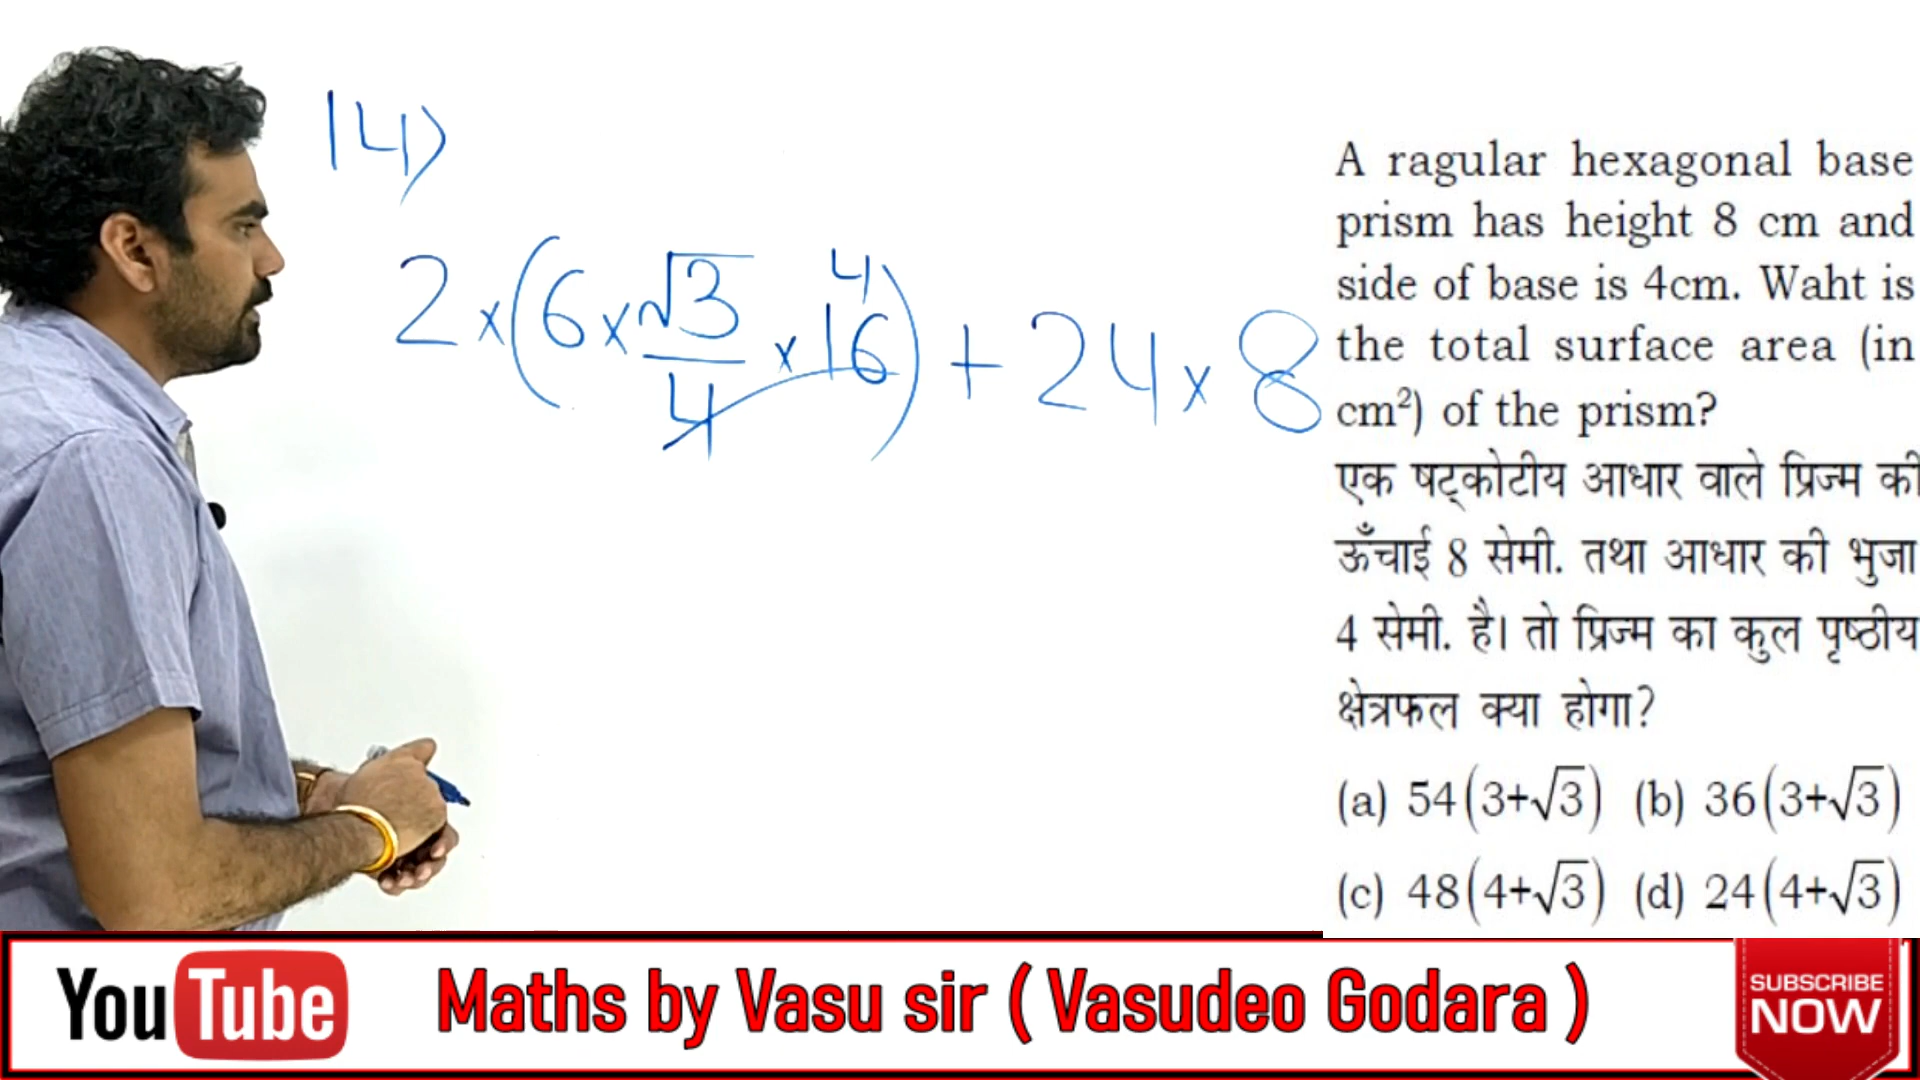 14)
2 × (6 × √3/4 × 16 4) + 24 × 8
A ragular hexagonal base
prism has height 8 cm and
side of base is 4cm. Waht is
the total surface area (in
cm²) of the prism?
एक षट्कोटीय आधार वाले प्रिज्म की
ऊँचाई 8 सेमी. तथा आधार की भुजा
4 सेमी. है। तो प्रिज्म का कुल पृष्ठीय
क्षेत्रफल क्या होगा?
(a) 54(3+√3) (b) 36(3+√3)
(c) 48(4+√3) (d) 24(4+√3)
YouTube
Maths by Vasu sir ( Vasudeo Godara )
SUBSCRIBE
NOW